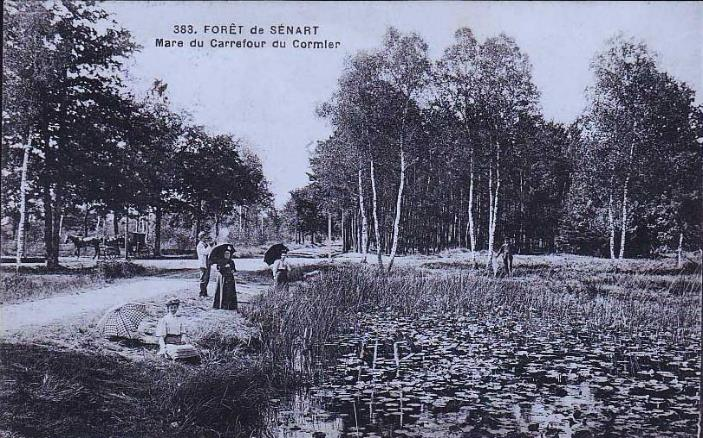 383. FORÊT de SÉNART
Mare du Carrefour du Cormier